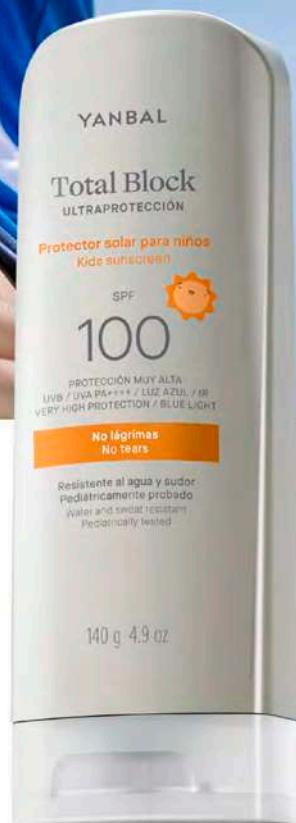 YANBAL
Total Block
ULTRAPROTECCIÓN
Protector solar para niños
Kids sunscreen
SPF
100
PROTECCIÓN MUY ALTA
UVB / UVA PA++++ / LUZ AZUL / IR
VERY HIGH PROTECTION / BLUE LIGHT
No lágrimas
No tears
Resistente al agua y sudor
Pediátricamente probado
Water and sweat resistant
Pediatrically tested
140 g 4.9 oz